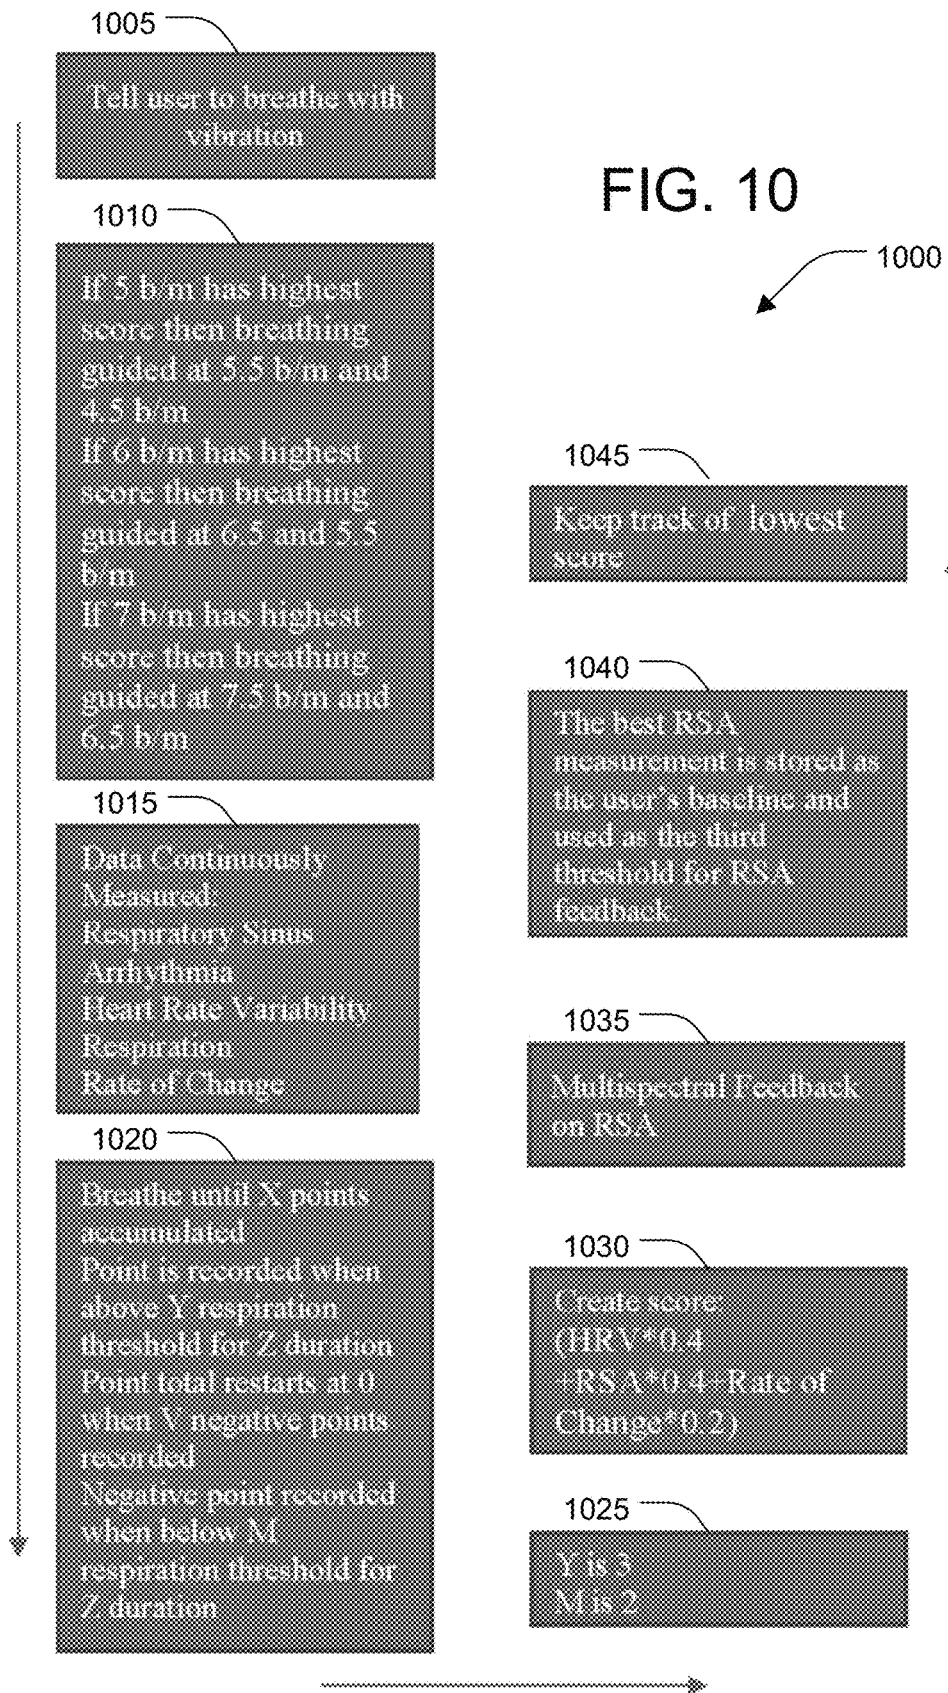 1005
Tell user to breathe with
vibration
1010
If 5 b/m has highest
score then breathing
guided at 5.5 b/m and
4.5 b/m
If 6 b/m has highest
score then breathing
guided at 6.5 and 5.5
b/m
If 7 b/m has highest
score then breathing
guided at 7.5 b/m and
6.5 b/m
1015
Data Continuously
Measured:
Respiratory Sinus
Arrhythmia
Heart Rate Variability
Respiration
Rate of Change
1020
Breathe until X points
accumulated
Point is recorded when
above Y respiration
threshold for Z duration
Point total restarts at 0
when negative points
recorded
Negative point recorded
when below M
respiration threshold for
Z duration
FIG. 10
1000
1045
Keep track of lowest
score
1040
The best RSA
measurement is stored as
the user's baseline and
used as the third
threshold for RSA
feedback.
1035
Multispectral Feedback
on RSA
1030
Create score:
(HRV*0.4
+RSA*0.4+Rate of
Change*0.2)
1025
Y is 3
M is 2